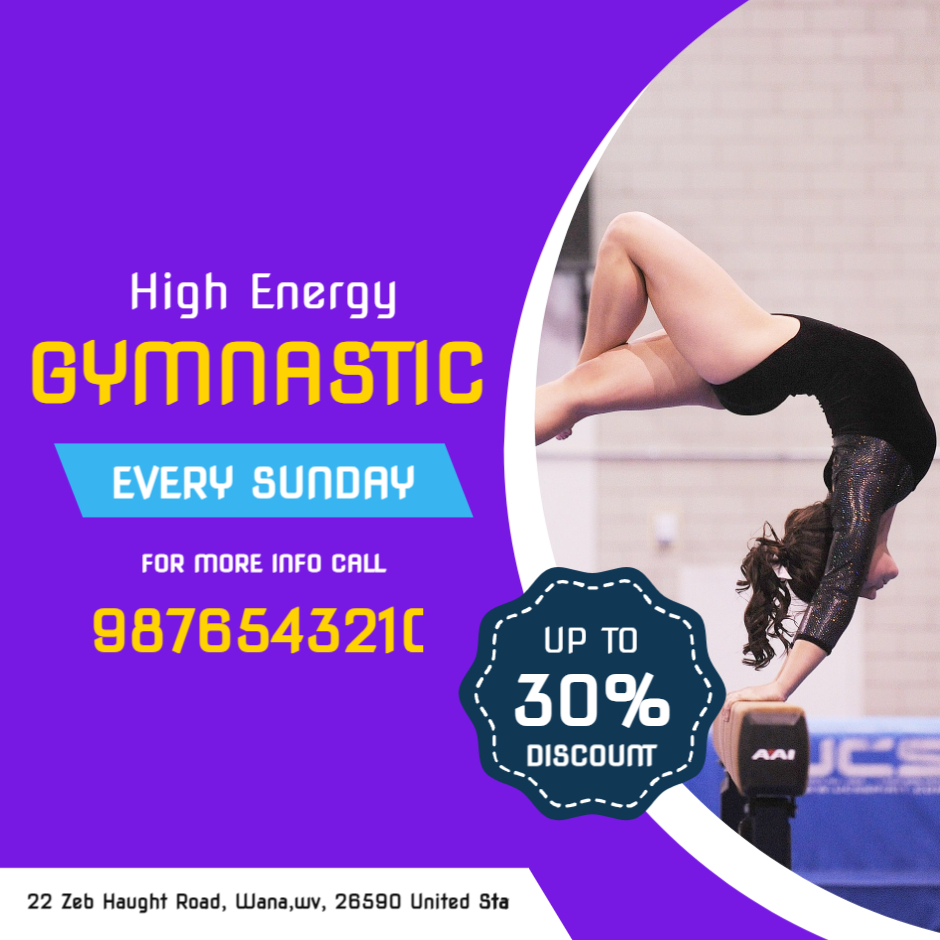 High Energy
GYMNASTIC
EVERY SUNDAY
FOR MORE INFO CALL
9876543210
UP TO
30%
DISCOUNT
AAI
UCS
22 Zeb Haught Road, Wana,wv, 26590 United Sta